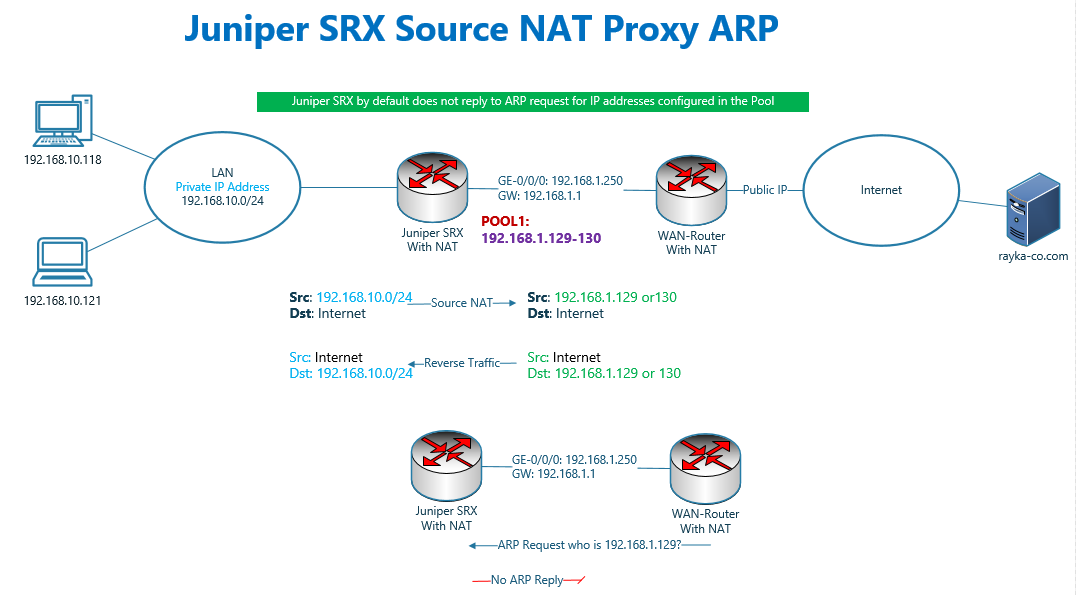 Juniper SRX Source NAT Proxy ARP
Juniper SRX by default does not reply to ARP request for IP addresses configured in the Pool
192.168.10.118
LAN
Private IP Address
192.168.10.0/24
192.168.10.121
Juniper SRX
With NAT
GE-0/0/0: 192.168.1.250
GW: 192.168.1.1
POOL1:
192.168.1.129-130
WAN-Router
With NAT
Public IP
Internet
rayka-co.com
Src: 192.168.10.0/24
Dst: Internet
Source NAT
Src: 192.168.1.129 or130
Dst: Internet
Src: Internet
Dst: 192.168.10.0/24
Reverse Traffic
Src: Internet
Dst: 192.168.1.129 or 130
Juniper SRX
With NAT
GE-0/0/0: 192.168.1.250
GW: 192.168.1.1
WAN-Router
With NAT
ARP Request who is 192.168.1.129?
No ARP Reply